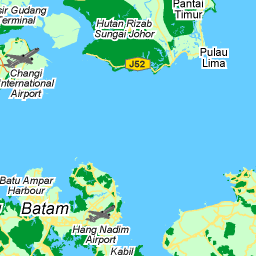 sir Gudang
Terminal
Hutan Rizab
Sungai Johor
Pantai
Timur
Pulau
Lima
J52
Changi
International
Airport
Batu Ampar
Harbour
Batam
Hang Nadim
Airport
Kabil